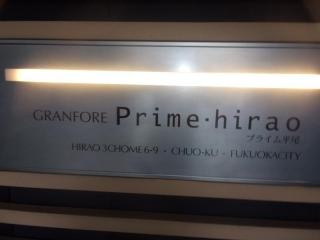 GRANFORE Prime·hirao
プライム平尾
HIRAO 3CHOME 6-9 - CHUO-KU - FUKUOKACITY